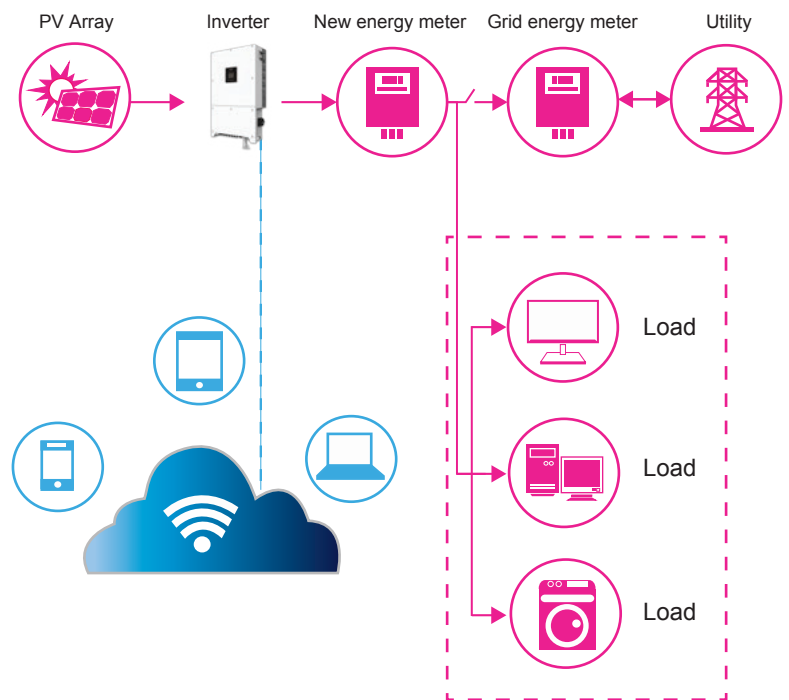 PV Array
Inverter
New energy meter
Grid energy meter
Utility
Load
Load
Load